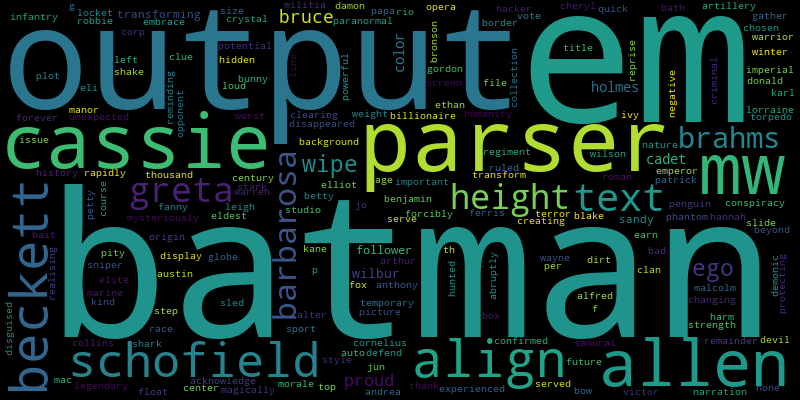 output
em
batman
parser
cassie
mw
beckett
schofield
align
allen
barbarosa
greta
height
text
brahms
wipe
bruce
ego
color
holmes
cadet
wilbur
proud
g
locket
transforming
infantry
robbie
embrace
size
crystal
militia
damon
papa
rio
opera
hacker
cheryl
quick
bath
artillery
paranormal
border
vote
gather
chosen
warrior
winter
corp
clue
potential
hidden
left
shake
plot
eli
reminding
opponent
loud
bunny
line
powerful
bronson
gordon
screen
file
collection
title
reprise
negative
criminal
imperial
donald
karl
lorraine
torpedo
manor
forever
unexpected
worst
weight
billionaire
humanity
ethan
clearing
disappeared
ivy
issue
background
regiment
ruled
wilson
nature
history
rapidly
thousand
century
stark
warren
age
important
transform
roman
emperor
patrick
elliot
betty
benjamin
conspiracy
petty
course
mysteriously
fanny
leigh
eldest
studio
jo
serve
forcibly
ferris
terror
blake
creating
sandy
penguin
phantom
hannah
slide
earn
beyond
bait
realising
pity
origin
kane
follower
th
wayne
bad
sniper
display
globe
p
arthur
hunted
abruptly
per
dirt
clan
malcolm
changing
demonic
protecting
elite
austin
marine
kind
step
sled
fox
anthony
temporary
picture
box
alfred
f
harm
strength
disguised
race
alter
sport
cornelius
confirmed
samurai
remainder
devil
collins
shark
style
auto
defend
jun
future
mac
legendary
float
acknowledge
center
magically
morale
top
andrea
thank
experienced
served
bow
victor
narration
none